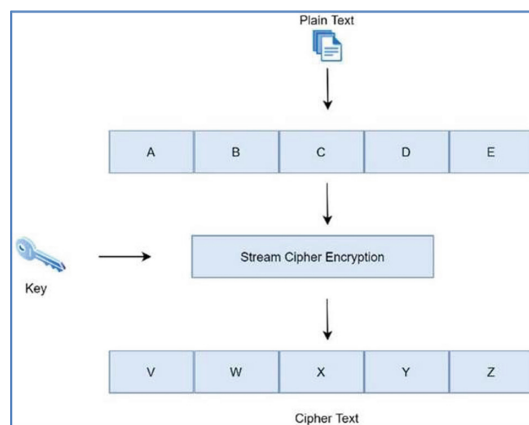 Plain Text
A B C D E
Stream Cipher Encryption
Key
V W X Y Z
Cipher Text